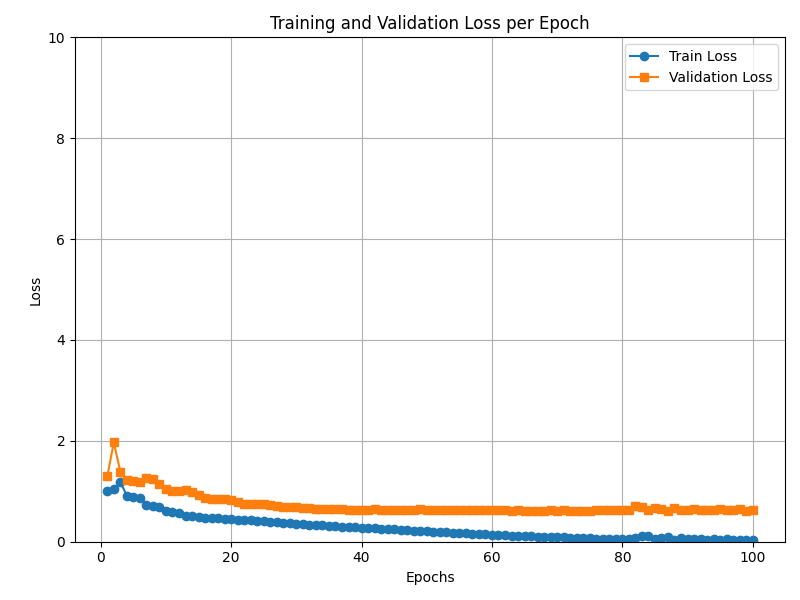 Training and Validation Loss per Epoch
Train Loss
Validation Loss
Loss
10
8
6
4
2
0
0 20 40 60 80 100
Epochs